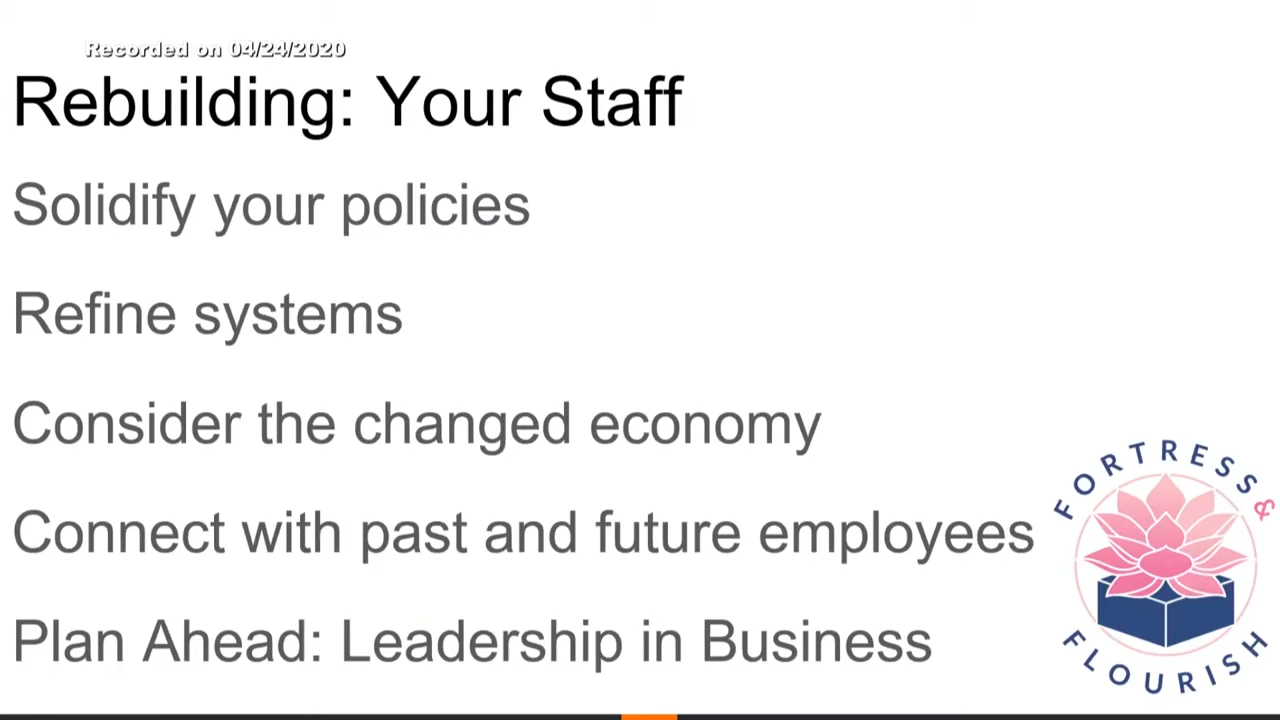 Recorded on 04/24/2020
Rebuilding: Your Staff
Solidify your policies
Refine systems
Consider the changed economy
Connect with past and future employees
Plan Ahead: Leadership in Business
FORTRESS &
FLOURISH